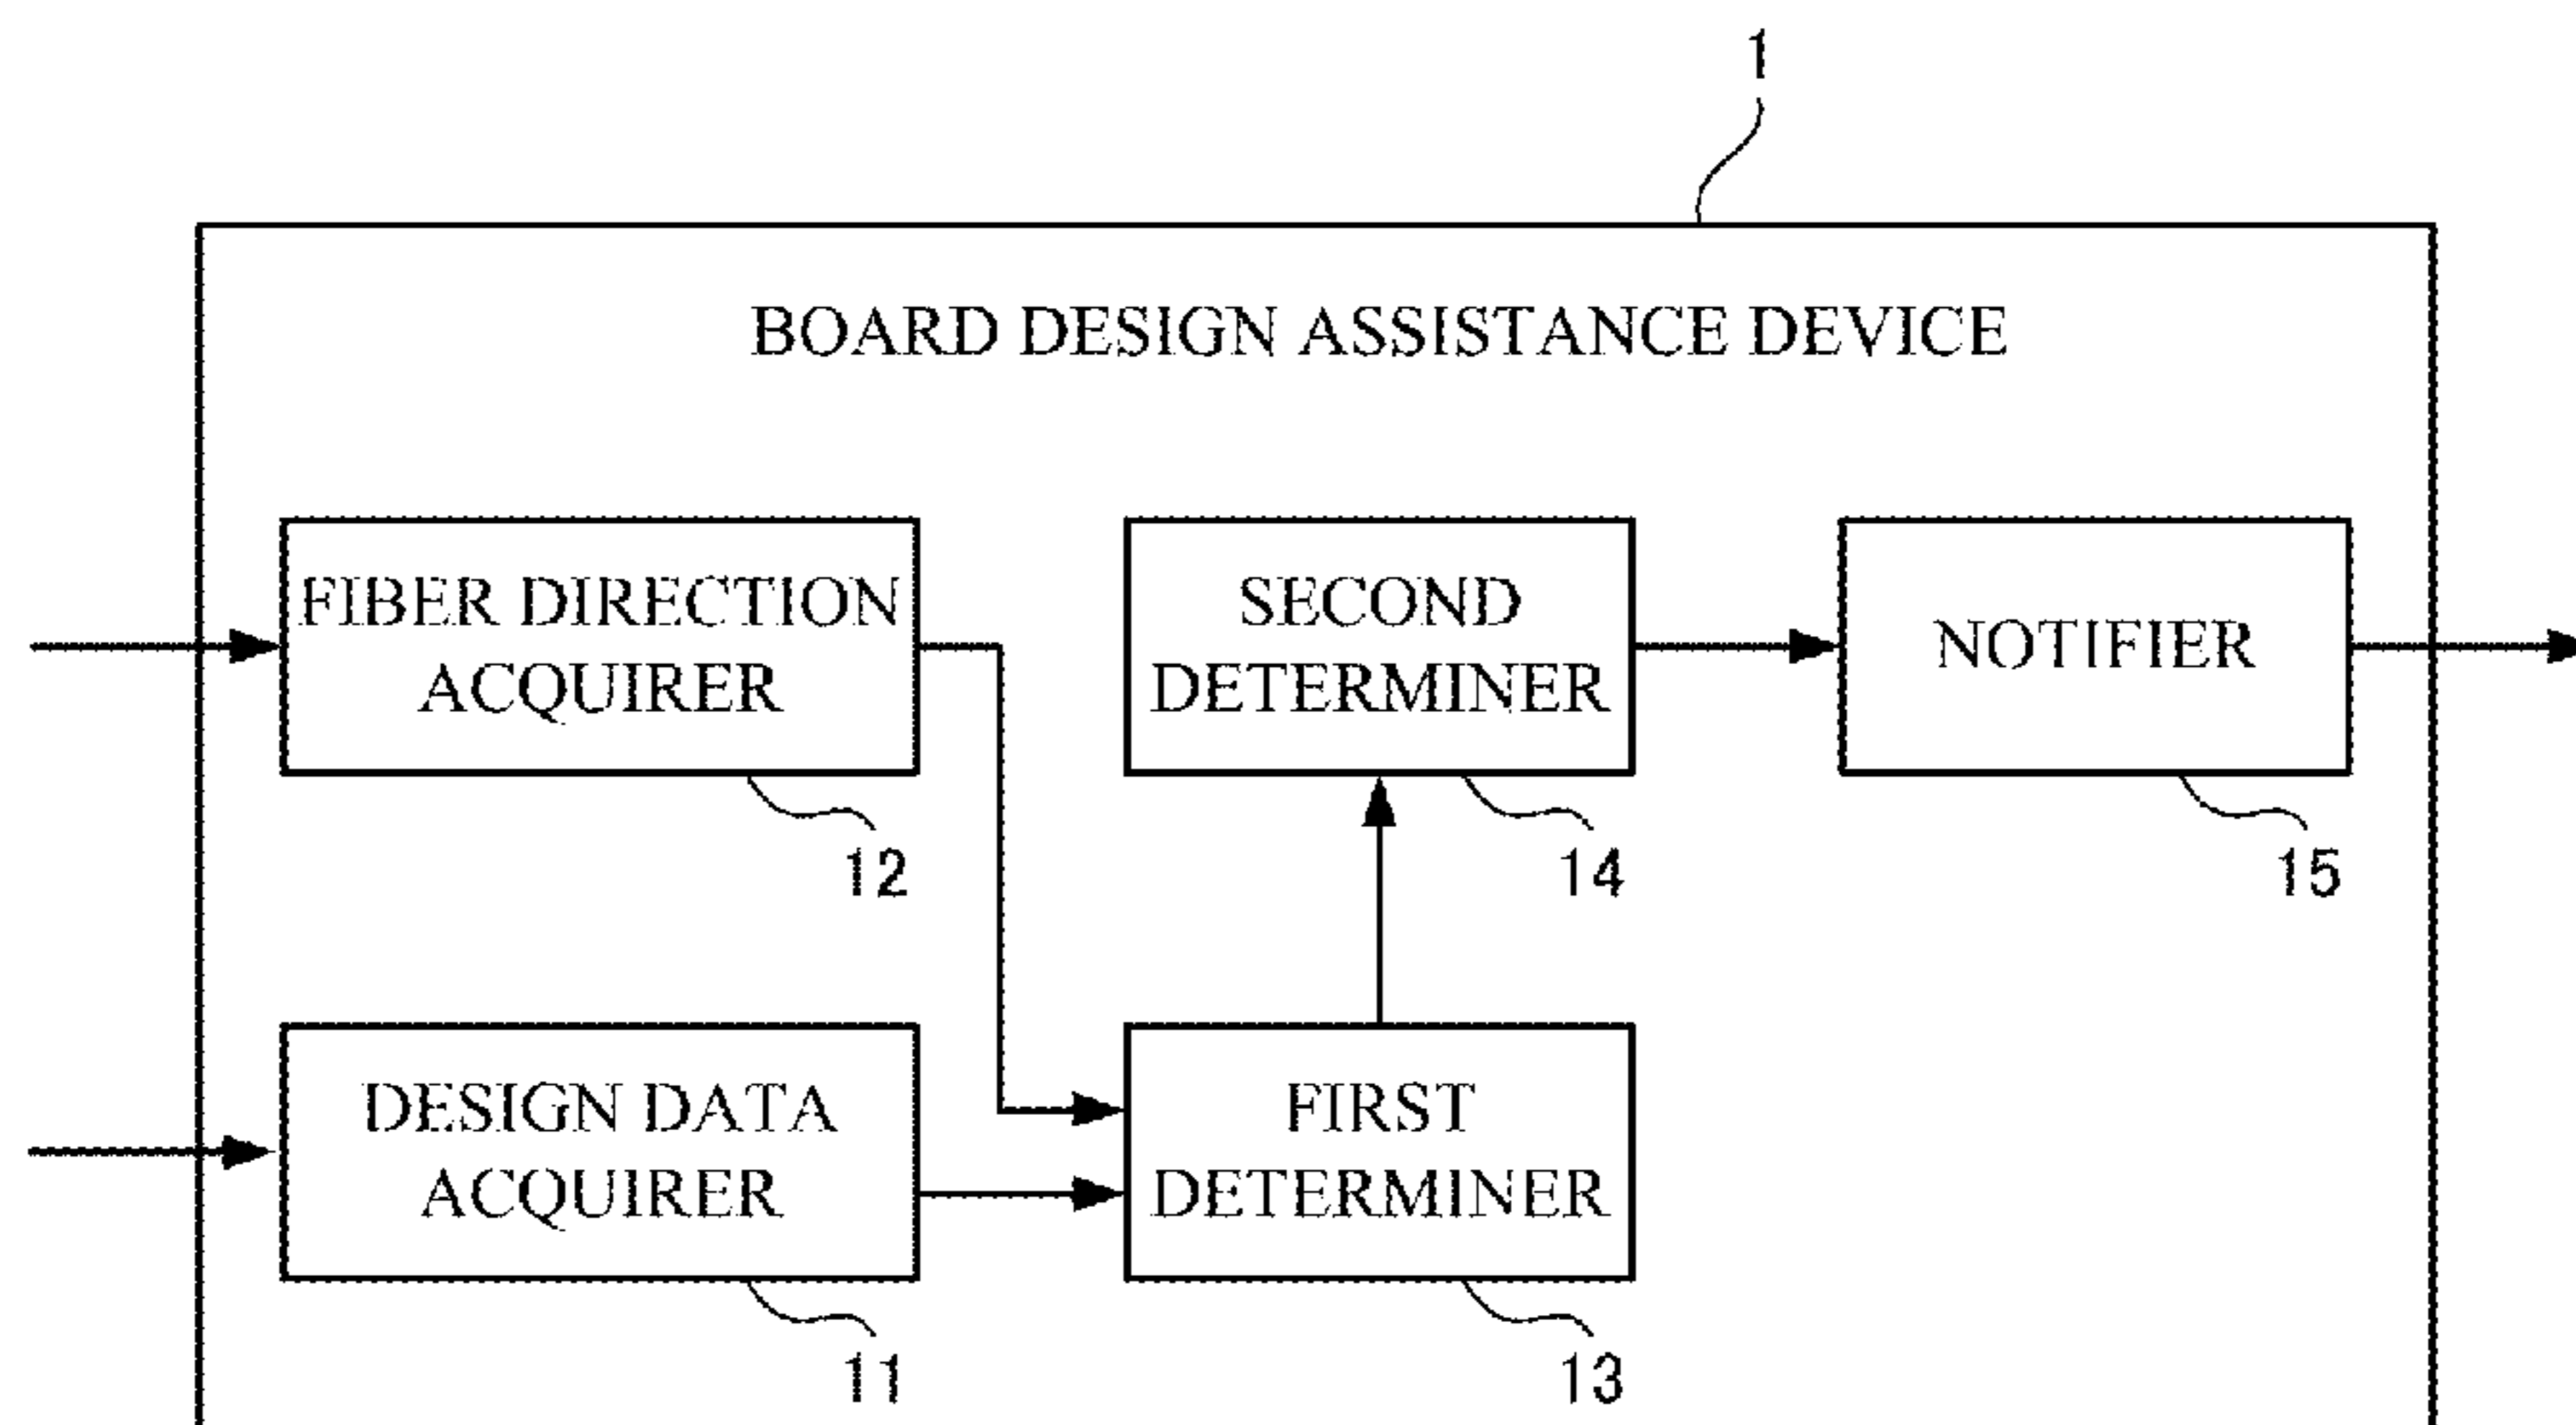 1
BOARD DESIGN ASSISTANCE DEVICE
FIBER DIRECTION
ACQUIRER
12
SECOND
DETERMINER
14
NOTIFIER
15
DESIGN DATA
ACQUIRER
11
FIRST
DETERMINER
13